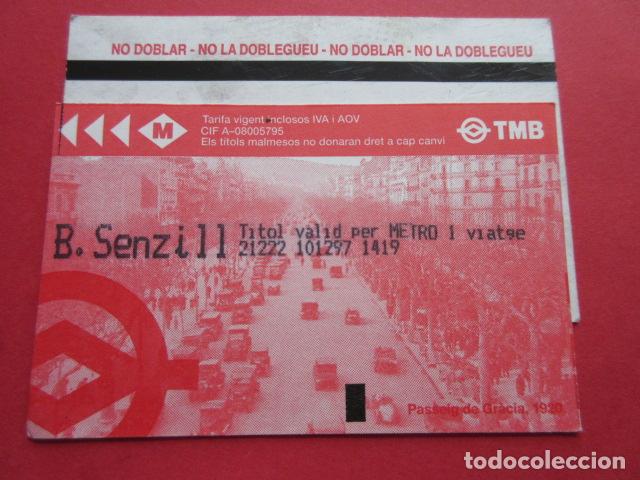 NO DOBLAR - NO LA DOBLEGUEU - NO DOBLAR - NO LA DOBLEGUEU
M
Tarifa vigent inclosos IVA i AOV
CIF A-08005795
Els títols malmesos no donaran dret a cap canvi
TMB
B. Senzill
Titol vàlid per METRO 1 viatge
21222 101297 1419
Passeig de Gràcia, 1920
todocoleccion.net